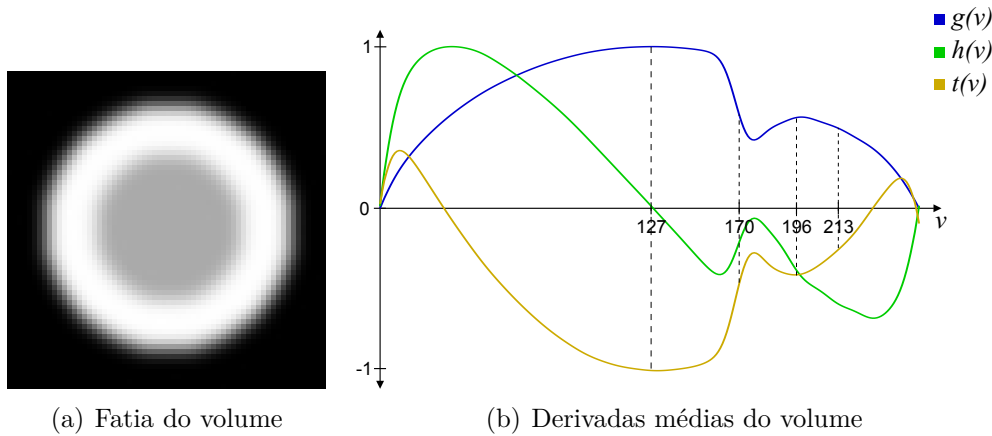 g(v)
h(v)
t(v)
1
0
-1
127 170 196 213
v
(a) Fatia do volume
(b) Derivadas médias do volume